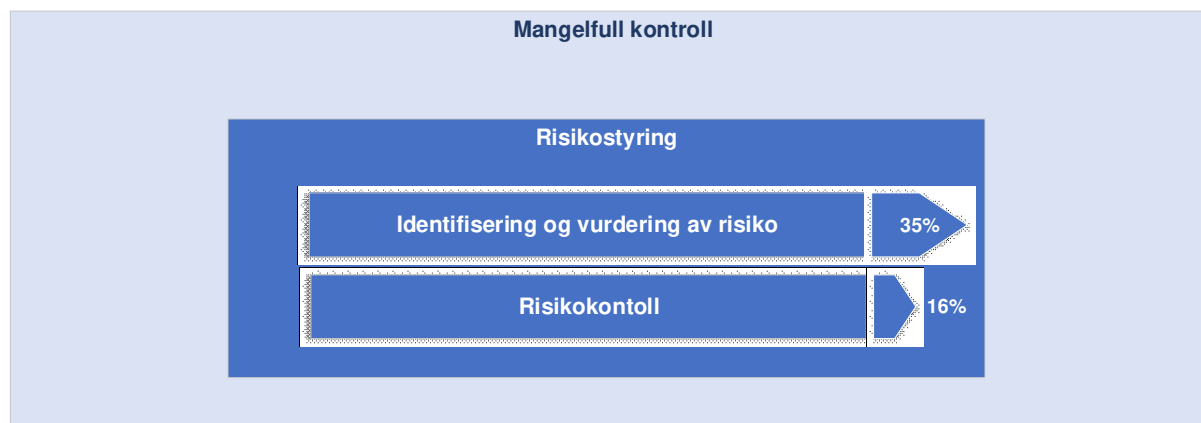 Mangelfull kontroll
Risikostyring
Identifisering og vurdering av risiko
35%
Risikokontoll
16%